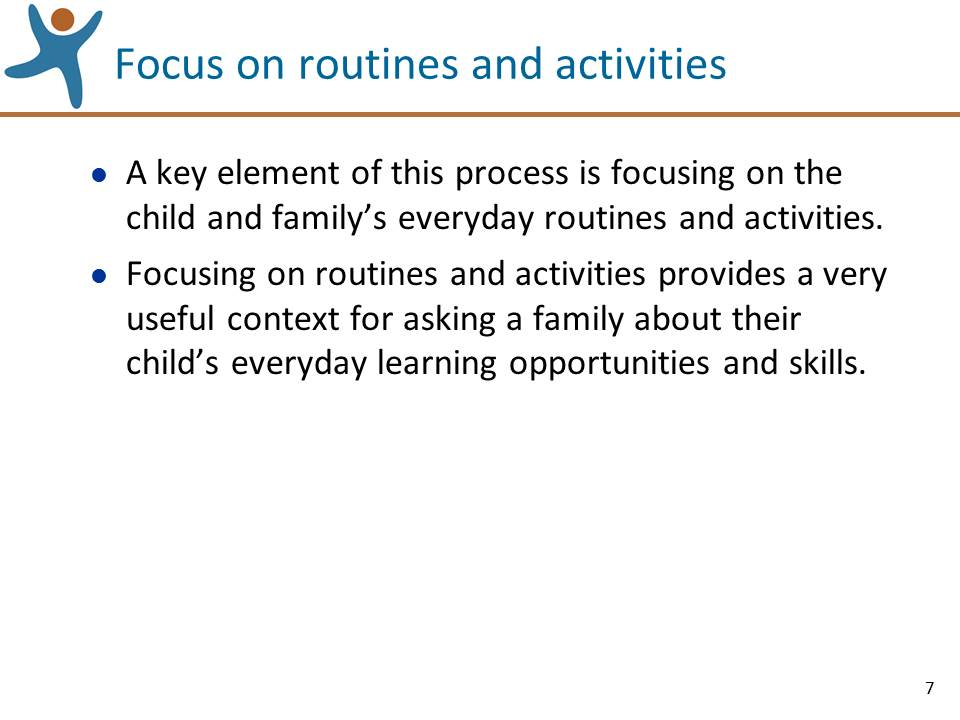 Focus on routines and activities
● A key element of this process is focusing on the
child and family’s everyday routines and activities.
● Focusing on routines and activities provides a very
useful context for asking a family about their
child’s everyday learning opportunities and skills.
7